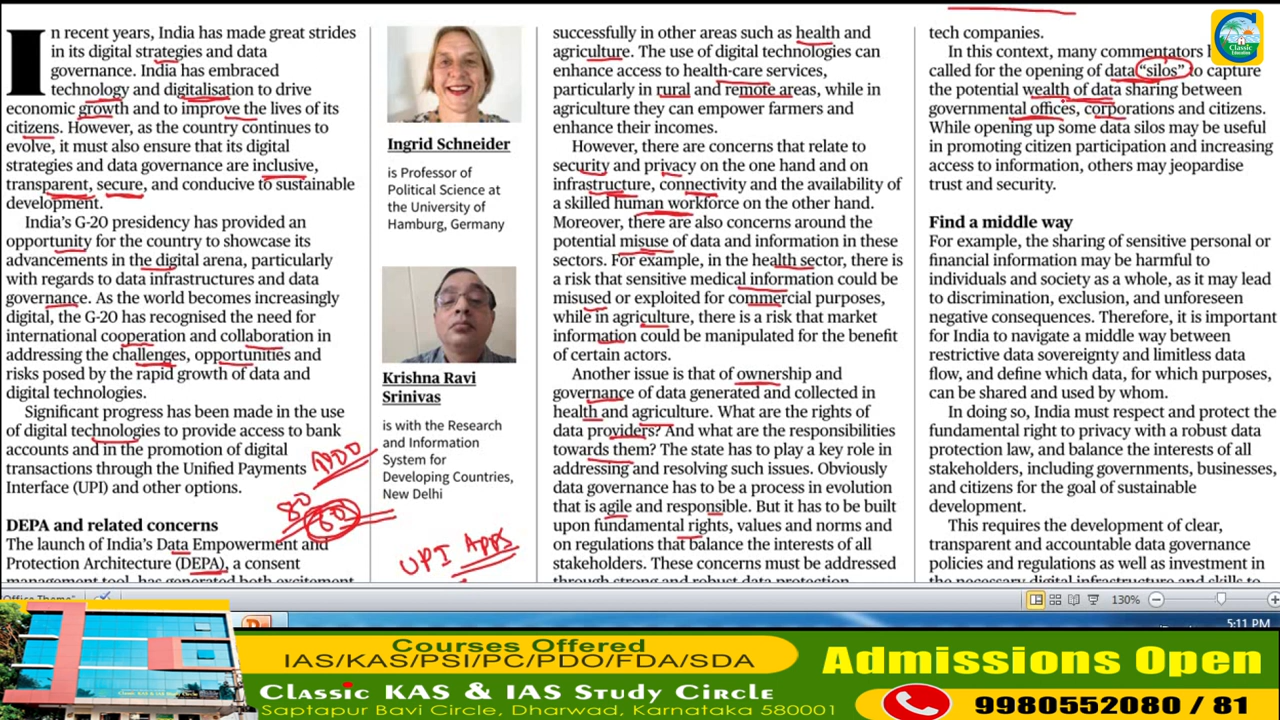 In recent years, India has made great strides
in its digital strategies and data
governance. India has embraced
technology and digitalisation to drive
economic growth and to improve the lives of its
citizens. However, as the country continues to
evolve, it must also ensure that its digital
strategies and data governance are inclusive,
transparent, secure, and conducive to sustainable
development.
India's G-20 presidency has provided an
opportunity for the country to showcase its
advancements in the digital arena, particularly
with regards to data infrastructures and data
governance. As the world becomes increasingly
digital, the G-20 has recognised the need for
international cooperation and collaboration in
addressing the challenges, opportunities and
risks posed by the rapid growth of data and
digital technologies.
Significant progress has been made in the use
of digital technologies to provide access to bank
accounts and in the promotion of digital
transactions through the Unified Payments
Interface (UPI) and other options.
80
DEPA and related concerns
The launch of India's Data Empowerment and
Protection Architecture (DEPA), a consent
management tool, has generated both excitement
Ingrid Schneider
is Professor of
Political Science at
the University of
Hamburg, Germany
Krishna Ravi
Srinivas
is with the Research
and Information
System for
Developing Countries,
New Delhi
UPI APPS
successfully in other areas such as health and
agriculture. The use of digital technologies can
enhance access to health-care services,
particularly in rural and remote areas, while in
agriculture they can empower farmers and
enhance their incomes.
However, there are concerns that relate to
security and privacy on the one hand and on
infrastructure, connectivity and the availability of
a skilled human workforce on the other hand.
Moreover, there are also concerns around the
potential misuse of data and information in these
sectors. For example, in the health sector, there is
a risk that sensitive medical information could be
misused or exploited for commercial purposes,
while in agriculture, there is a risk that market
information could be manipulated for the benefit
of certain actors.
Another issue is that of ownership and
governance of data generated and collected in
health and agriculture. What are the rights of
data providers? And what are the responsibilities
towards them? The state has to play a key role in
addressing and resolving such issues. Obviously
data governance has to be a process in evolution
that is agile and responsible. But it has to be built
upon fundamental rights, values and norms and
on regulations that balance the interests of all
stakeholders. These concerns must be addressed
through strong and robust data protection
tech companies.
In this context, many commentators
called for the opening of data "silos" to capture
the potential wealth of data sharing between
governmental offices, corporations and citizens.
While opening up some data silos may be useful
in promoting citizen participation and increasing
access to information, others may jeopardise
trust and security.
Find a middle way
For example, the sharing of sensitive personal or
financial information may be harmful to
individuals and society as a whole, as it may lead
to discrimination, exclusion, and unforeseen
negative consequences. Therefore, it is important
for India to navigate a middle way between
restrictive data sovereignty and limitless data
flow, and define which data, for which purposes,
can be shared and used by whom.
In doing so, India must respect and protect the
fundamental right to privacy with a robust data
protection law, and balance the interests of all
stakeholders, including governments, businesses,
and citizens for the goal of sustainable
development.
This requires the development of clear,
transparent and accountable data governance
policies and regulations as well as investment in
the necessary digital infrastructure and skills to
Classic
Education
Office Theme"
130%
5:11 PM
Courses Offered
IAS/KAS/PSI/PC/PDO/FDA/SDA
Classic KAS & IAS Study Circle
Saptapur Bavi Circle, Dharwad, Karnataka 580001
Admissions Open
9980552080 / 81